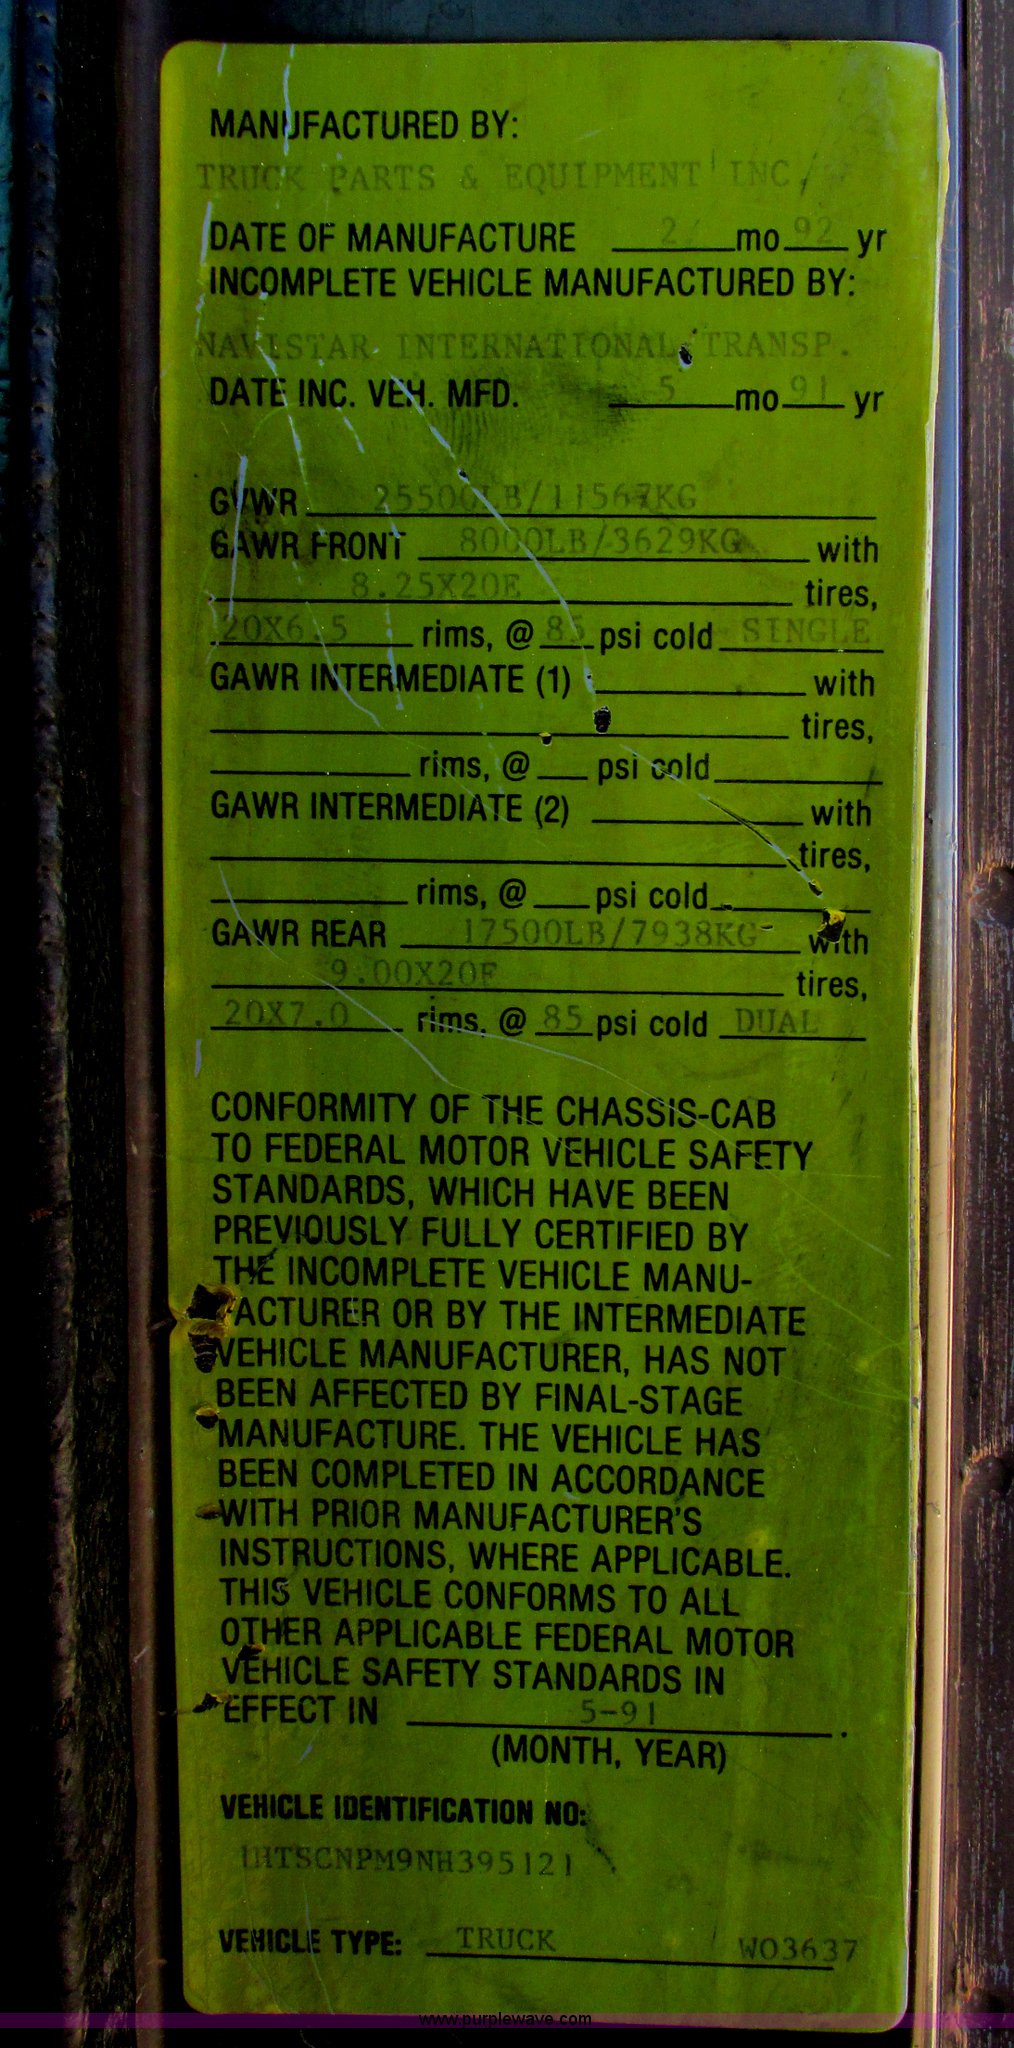 MANUFACTURED BY:
TRUCK PARTS & EQUIPMENT INC.
DATE OF MANUFACTURE 2/ mo 92 yr
INCOMPLETE VEHICLE MANUFACTURED BY:
NAVISTAR INTERNATIONAL TRANSP.
DATE INC. VEH. MFD. 5 mo 91 yr
GVWR 25500LB/11567KG
GAWR FRONT 8000LB/3629KG with
8.25X20E tires,
20X6.5 rims, @ 85 psi cold SINGLE
GAWR INTERMEDIATE (1) with
tires,
rims, @ psi cold
GAWR INTERMEDIATE (2) with
tires,
rims, @ psi cold
GAWR REAR 17500LB/7938KG with
9.00X20E tires,
20X7.0 rims, @ 85 psi cold DUAL
CONFORMITY OF THE CHASSIS-CAB
TO FEDERAL MOTOR VEHICLE SAFETY
STANDARDS, WHICH HAVE BEEN
PREVIOUSLY FULLY CERTIFIED BY
THE INCOMPLETE VEHICLE MANU-
FACTURER OR BY THE INTERMEDIATE
VEHICLE MANUFACTURER, HAS NOT
BEEN AFFECTED BY FINAL-STAGE
MANUFACTURE. THE VEHICLE HAS
BEEN COMPLETED IN ACCORDANCE
WITH PRIOR MANUFACTURER'S
INSTRUCTIONS, WHERE APPLICABLE.
THIS VEHICLE CONFORMS TO ALL
OTHER APPLICABLE FEDERAL MOTOR
VEHICLE SAFETY STANDARDS IN
EFFECT IN 5-91.
(MONTH, YEAR)
VEHICLE IDENTIFICATION NO:
1HTSCNPM9NH395121
VEHICLE TYPE: TRUCK WO3637
www.purplewave.com